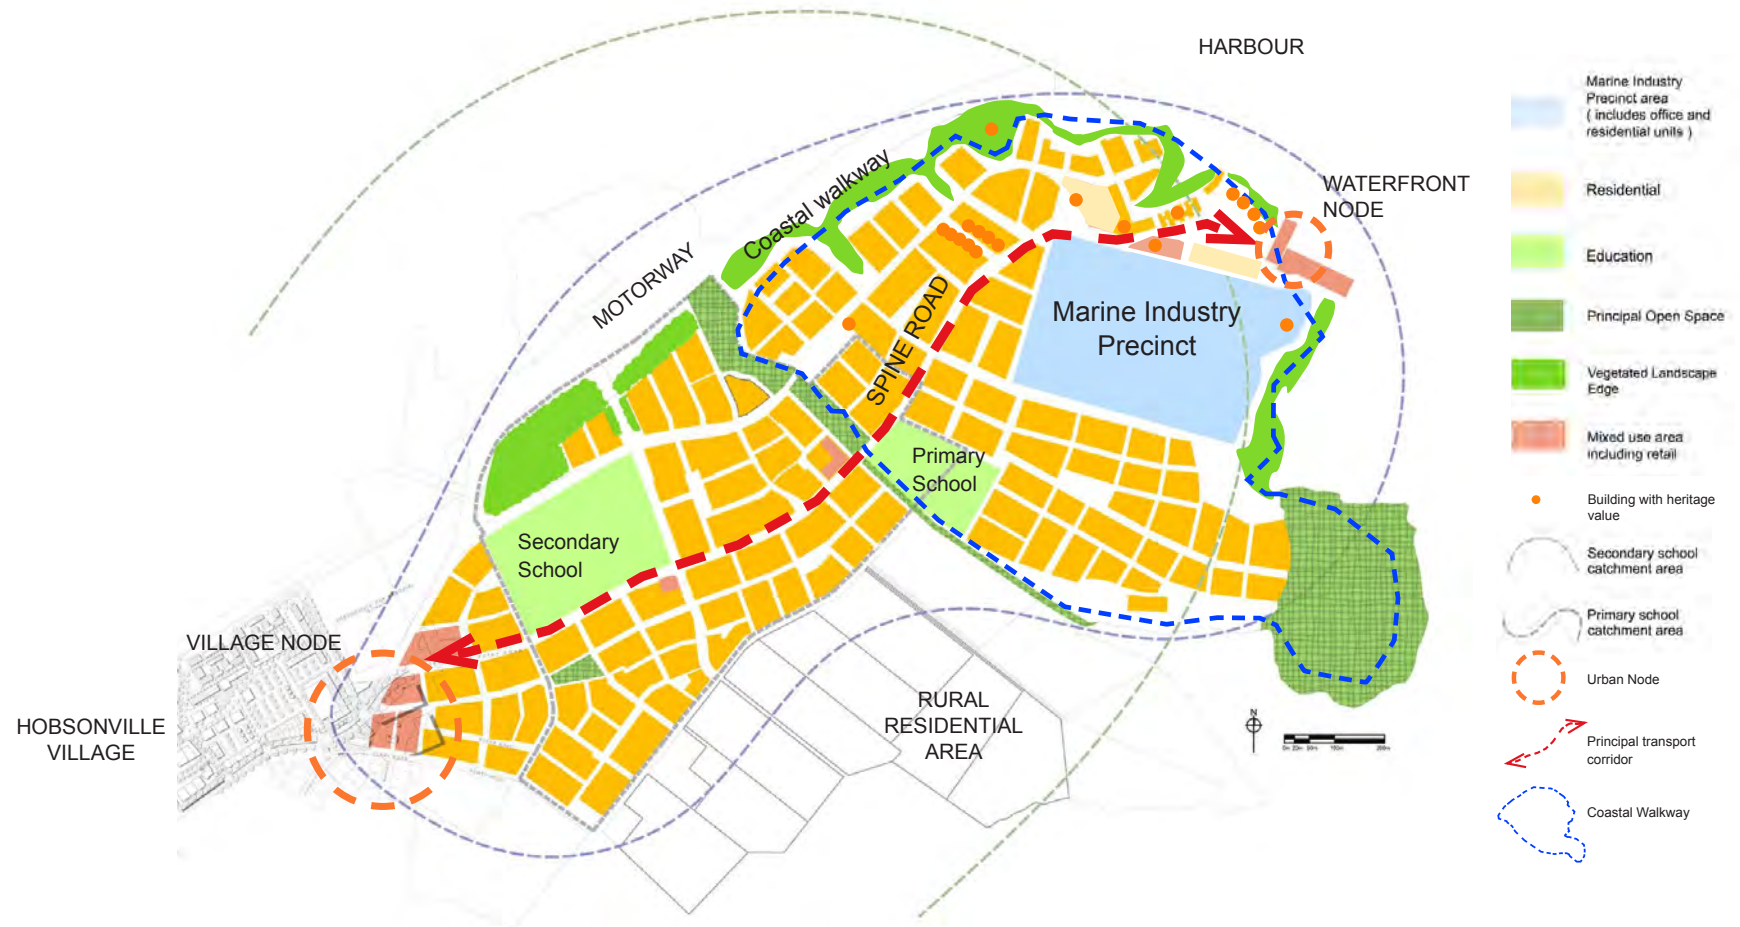 HARBOUR
WATERFRONT
NODE
Coastal walkway
MOTORWAY
SPINE ROAD
Marine Industry
Precinct
Primary
School
Secondary
School
VILLAGE NODE
HOBSONVILLE
VILLAGE
RURAL
RESIDENTIAL
AREA
N
Marine Industry
Precinct area
( includes office and
residential units )
Residential
Education
Principal Open Space
Vegetated Landscape
Edge
Mixed use area
including retail
Building with heritage
value
Secondary school
catchment area
Primary school
catchment area
Urban Node
Principal transport
corridor
Coastal Walkway